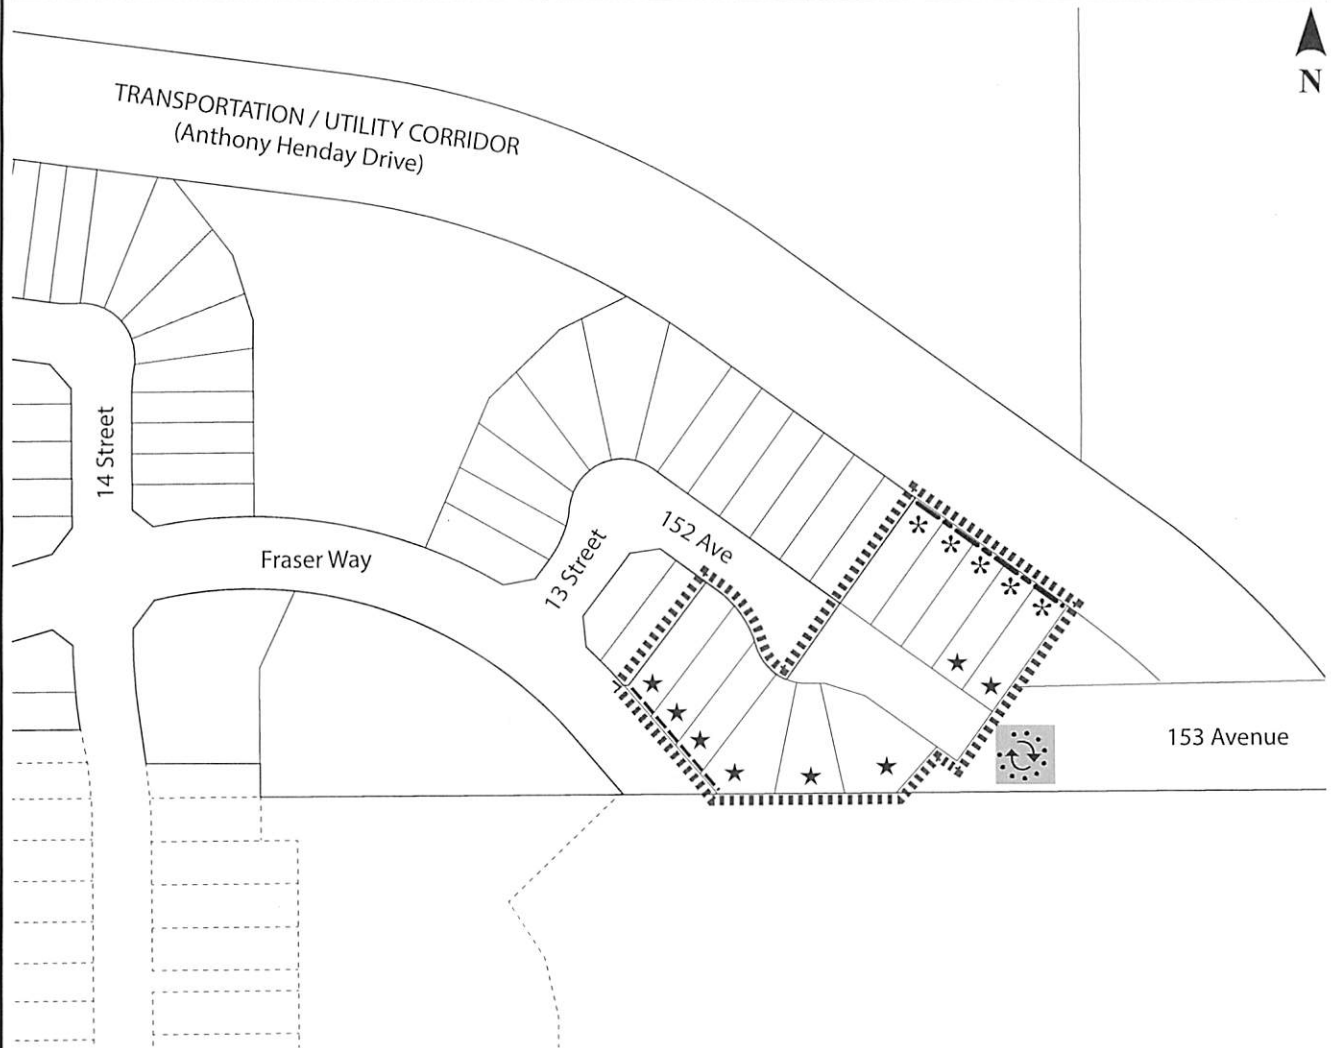 N
TRANSPORTATION / UTILITY CORRIDOR
(Anthony Henday Drive)
14 Street
152 Ave
Fraser Way
13 Street
153 Avenue